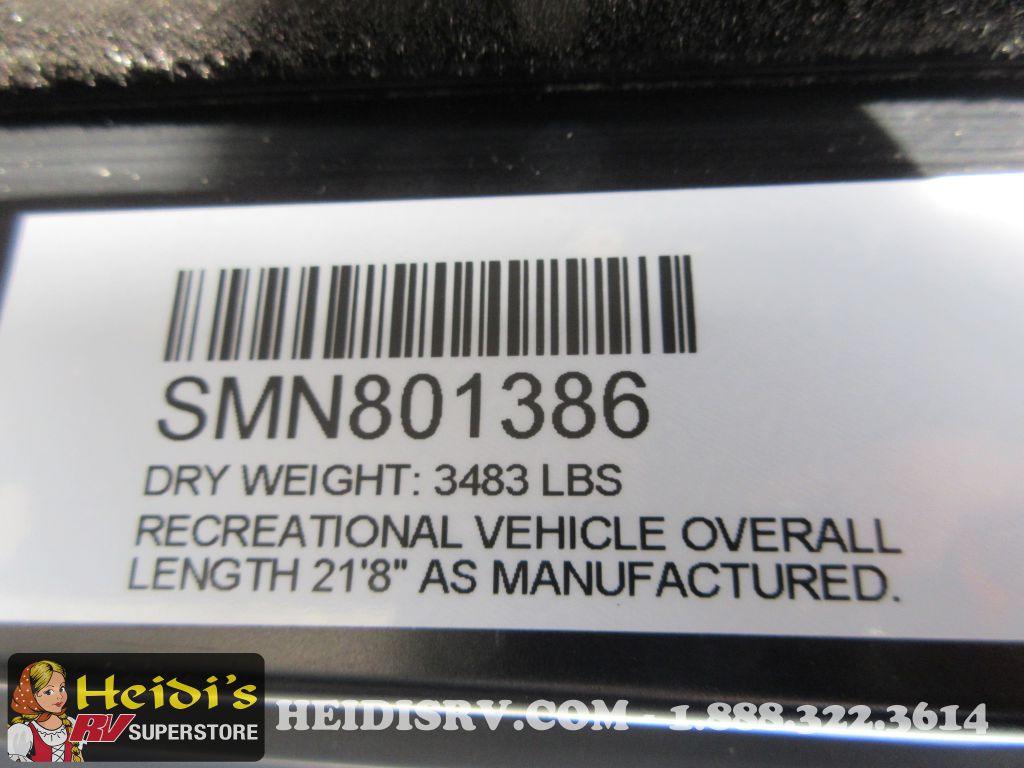 SMN801386
DRY WEIGHT: 3483 LBS
RECREATIONAL VEHICLE OVERALL
LENGTH 21'8" AS MANUFACTURED.
Heidi's
RV SUPERSTORE
HEIDISRV.COM - 1.888.322.3614